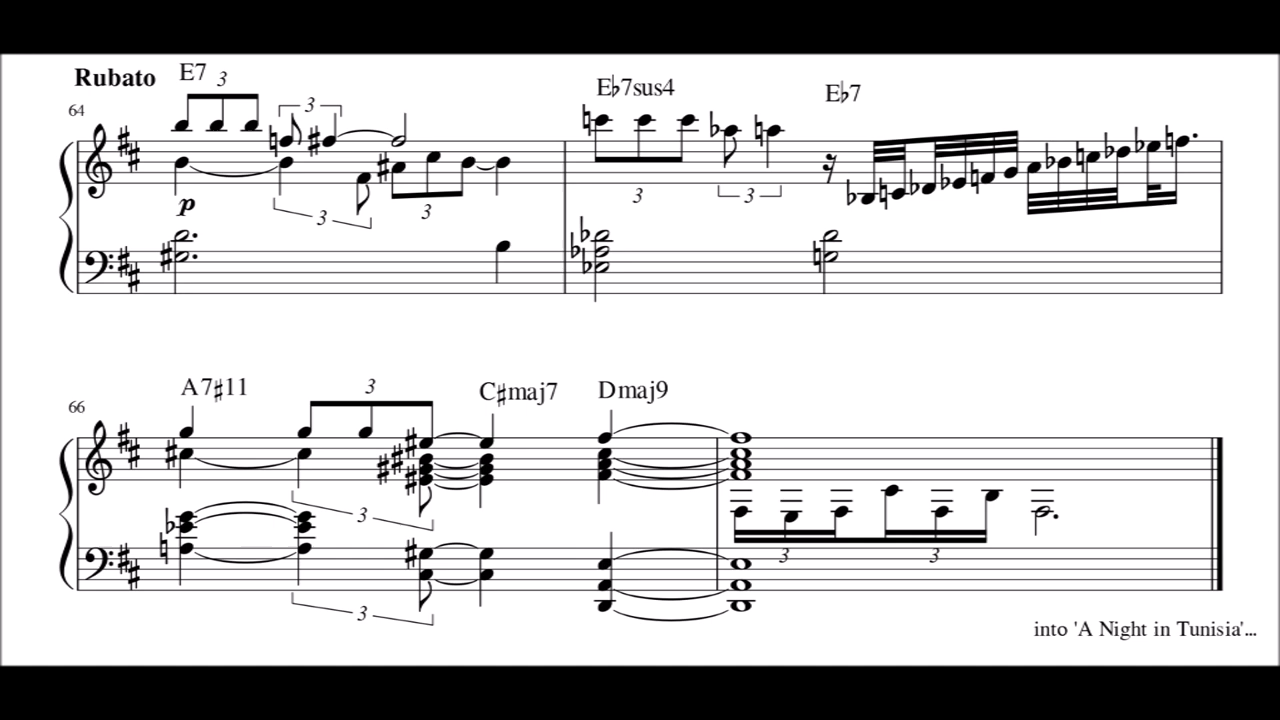 Rubato E7 3 3
64
p 3 3
E♭7sus4 E♭7
3 3
A7♯11 3 C♯maj7 Dmaj9
66
3 3 3
3
into 'A Night in Tunisia'...